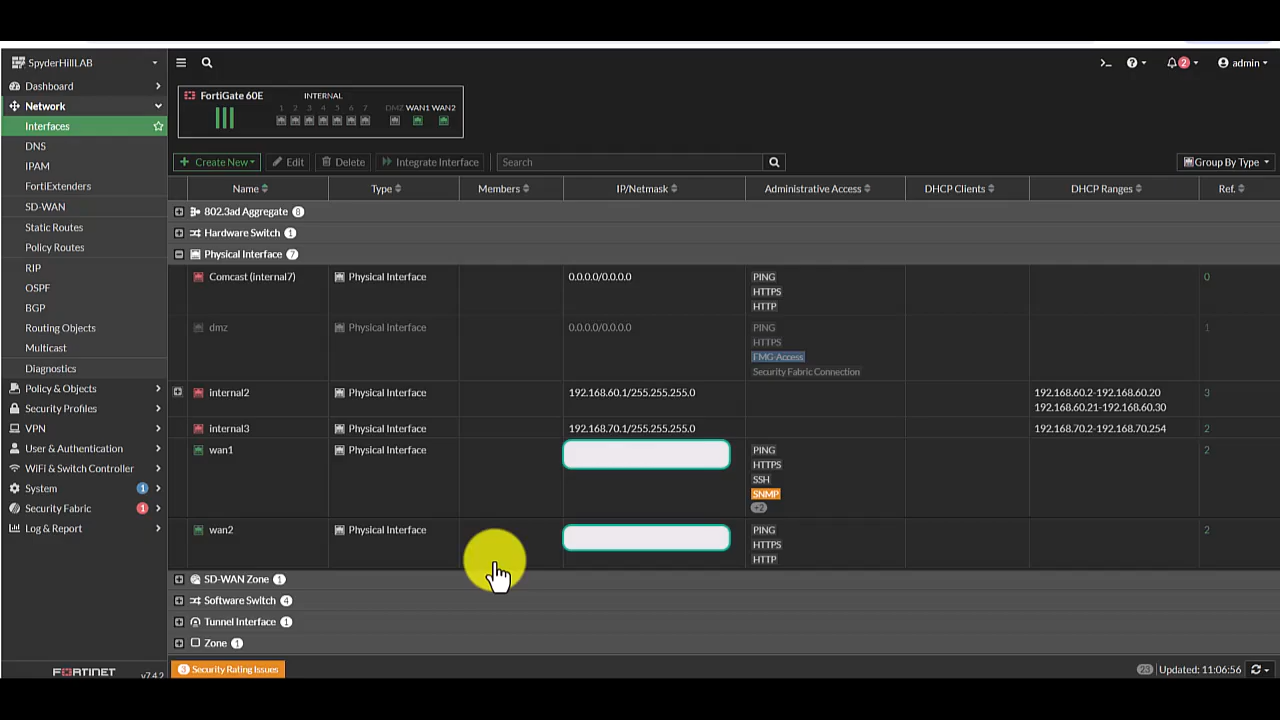 SpyderHillLAB
admin
2
Dashboard
Network
Interfaces
DNS
IPAM
FortiExtenders
SD-WAN
Static Routes
Policy Routes
RIP
OSPF
BGP
Routing Objects
Multicast
Diagnostics
Policy & Objects
Security Profiles
VPN
User & Authentication
WiFi & Switch Controller
System 1
Security Fabric 1
Log & Report
FORTINET v7.4.2
FortiGate 60E INTERNAL
1 2 3 4 5 6 7 DMZ WAN1 WAN2
+ Create New Edit Delete Integrate Interface Search Group By Type
Name Type Members IP/Netmask Administrative Access DHCP Clients DHCP Ranges Ref.
802.3ad Aggregate 8
Hardware Switch 1
Physical Interface 7
Comcast (internal7) Physical Interface 0.0.0.0/0.0.0.0 PING 0
HTTPS
HTTP
dmz Physical Interface 0.0.0.0/0.0.0.0 PING 1
HTTPS
FMG-Access
Security Fabric Connection
internal2 Physical Interface 192.168.60.1/255.255.255.0 192.168.60.2-192.168.60.20 3
192.168.60.21-192.168.60.30
internal3 Physical Interface 192.168.70.1/255.255.255.0 192.168.70.2-192.168.70.254 2
wan1 Physical Interface PING 2
HTTPS
SSH
SNMP
+2
wan2 Physical Interface PING 2
HTTPS
HTTP
SD-WAN Zone 1
Software Switch 4
Tunnel Interface 1
Zone 1
3 Security Rating Issues 23 Updated: 11:06:56